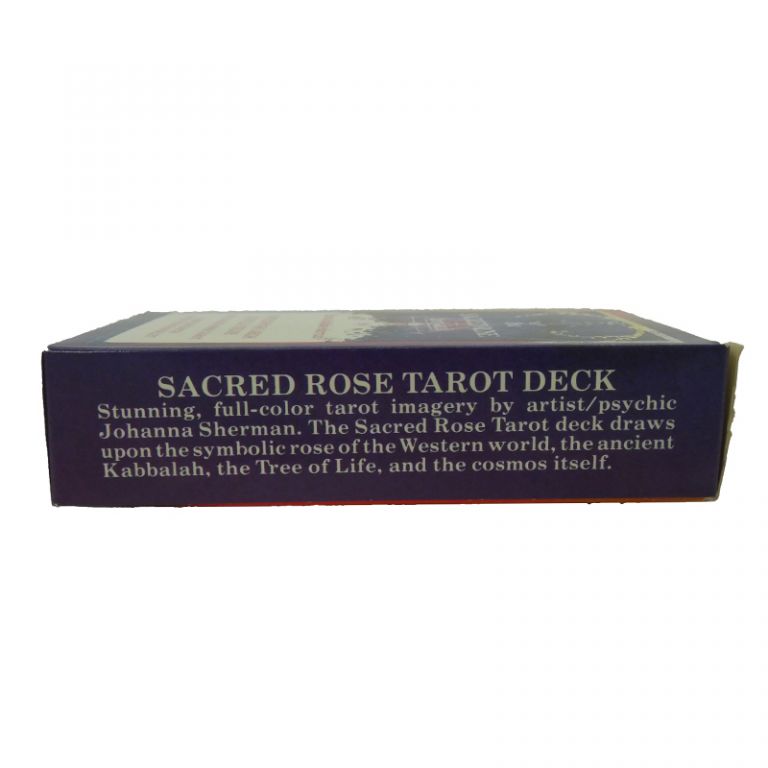 SACRED ROSE TAROT DECK
Stunning, full-color tarot imagery by artist/psychic
Johanna Sherman. The Sacred Rose Tarot deck draws
upon the symbolic rose of the Western world, the ancient
Kabbalah, the Tree of Life, and the cosmos itself.